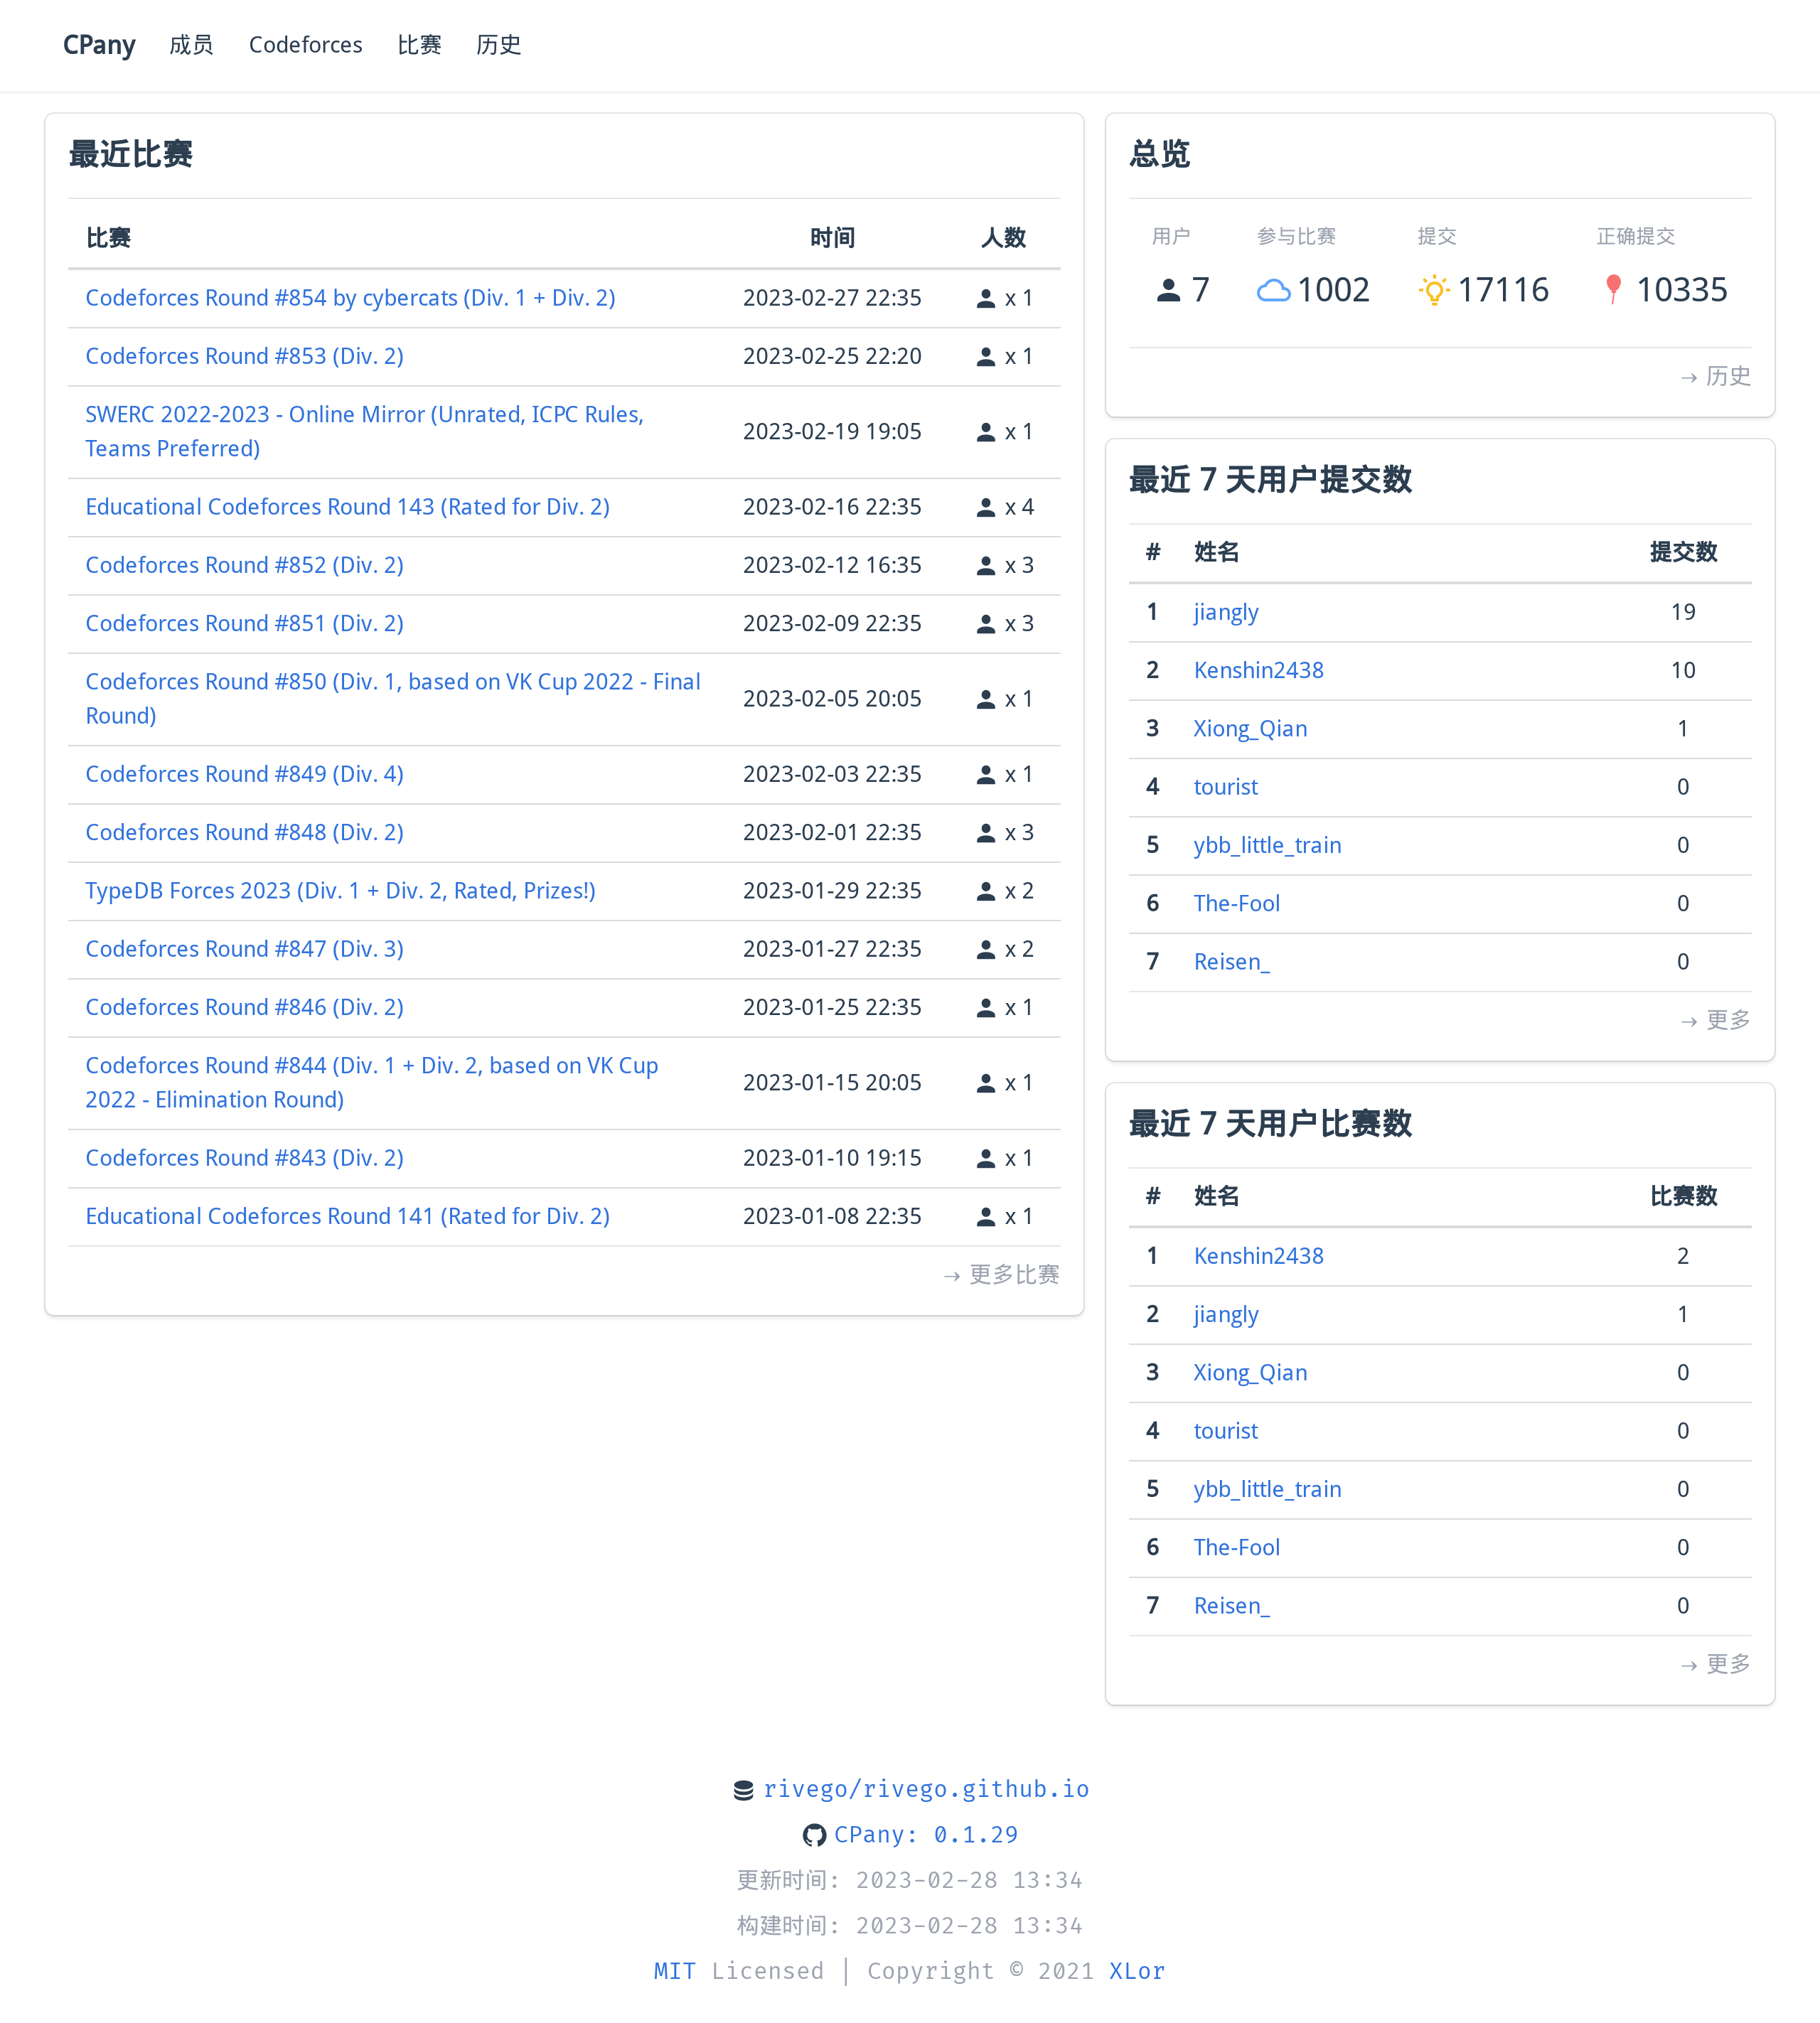 CPany 成员 Codeforces 比赛 历史
最近比赛
比赛 时间 人数
Codeforces Round #854 by cybercats (Div. 1 + Div. 2) 2023-02-27 22:35 x 1
Codeforces Round #853 (Div. 2) 2023-02-25 22:20 x 1
SWERC 2022-2023 - Online Mirror (Unrated, ICPC Rules,
Teams Preferred) 2023-02-19 19:05 x 1
Educational Codeforces Round 143 (Rated for Div. 2) 2023-02-16 22:35 x 4
Codeforces Round #852 (Div. 2) 2023-02-12 16:35 x 3
Codeforces Round #851 (Div. 2) 2023-02-09 22:35 x 3
Codeforces Round #850 (Div. 1, based on VK Cup 2022 - Final
Round) 2023-02-05 20:05 x 1
Codeforces Round #849 (Div. 4) 2023-02-03 22:35 x 1
Codeforces Round #848 (Div. 2) 2023-02-01 22:35 x 3
TypeDB Forces 2023 (Div. 1 + Div. 2, Rated, Prizes!) 2023-01-29 22:35 x 2
Codeforces Round #847 (Div. 3) 2023-01-27 22:35 x 2
Codeforces Round #846 (Div. 2) 2023-01-25 22:35 x 1
Codeforces Round #844 (Div. 1 + Div. 2, based on VK Cup
2022 - Elimination Round) 2023-01-15 20:05 x 1
Codeforces Round #843 (Div. 2) 2023-01-10 19:15 x 1
Educational Codeforces Round 141 (Rated for Div. 2) 2023-01-08 22:35 x 1
→ 更多比赛
总览
用户 参与比赛 提交 正确提交
7 1002 17116 10335
→ 历史
最近 7 天用户提交数
# 姓名 提交数
1 jiangly 19
2 Kenshin2438 10
3 Xiong_Qian 1
4 tourist 0
5 ybb_little_train 0
6 The-Fool 0
7 Reisen_ 0
→ 更多
最近 7 天用户比赛数
# 姓名 比赛数
1 Kenshin2438 2
2 jiangly 1
3 Xiong_Qian 0
4 tourist 0
5 ybb_little_train 0
6 The-Fool 0
7 Reisen_ 0
→ 更多
rivego/rivego.github.io
CPany: 0.1.29
更新时间: 2023-02-28 13:34
构建时间: 2023-02-28 13:34
MIT Licensed | Copyright © 2021 XLor